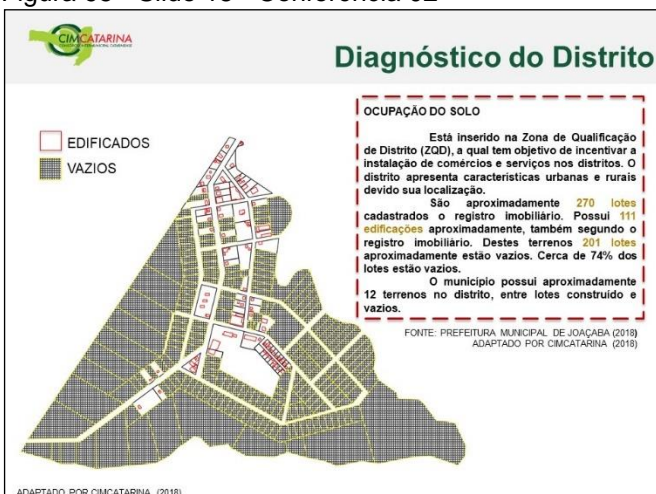 Figura 68 - Slide 13 - Conferência 02
CIMCATARINA
Diagnóstico do Distrito
EDIFICADOS
VAZIOS
OCUPAÇÃO DO SOLO
Está inserido na Zona de Qualificação
de Distrito (ZQD), a qual tem objetivo de incentivar a
instalação de comércios e serviços nos distritos. O
distrito apresenta características urbanas e rurais
devido sua localização.
São aproximadamente 270 lotes
cadastrados o registro imobiliário. Possui 111
edificações aproximadamente, também segundo o
registro imobiliário. Destes terrenos 201 lotes
aproximadamente estão vazios. Cerca de 74% dos
lotes estão vazios.
O município possui aproximadamente
12 terrenos no distrito, entre lotes construído e
vazios.
FONTE: PREFEITURA MUNICIPAL DE JOAÇABA (2018)
ADAPTADO POR CIMCATARINA (2018)
ADAPTADO POR CIMCATARINA (2018)